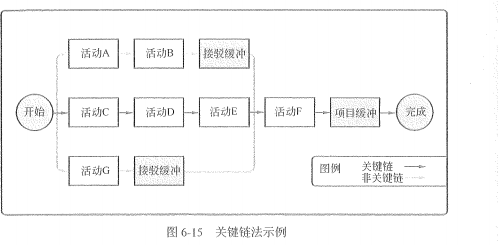 活动A 活动B 接驳缓冲
开始 活动C 活动D 活动E 活动F 项目缓冲 完成
活动G 接驳缓冲
图例 关键链
非关键链
图 6-15 关键链法示例